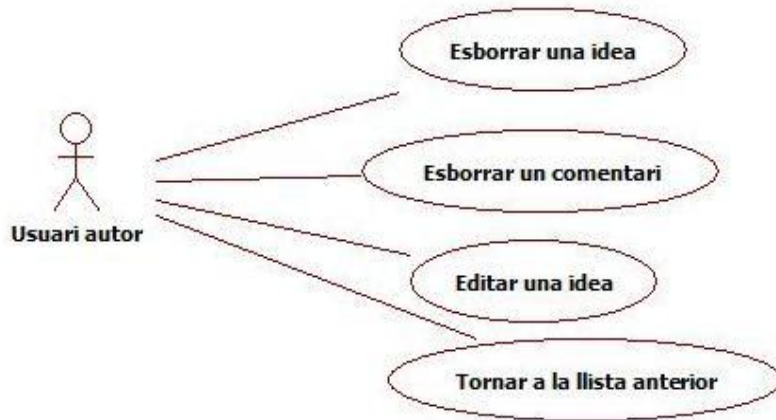 Esborrar una idea
Esborrar un comentari
Usuari autor
Editar una idea
Tornar a la llista anterior